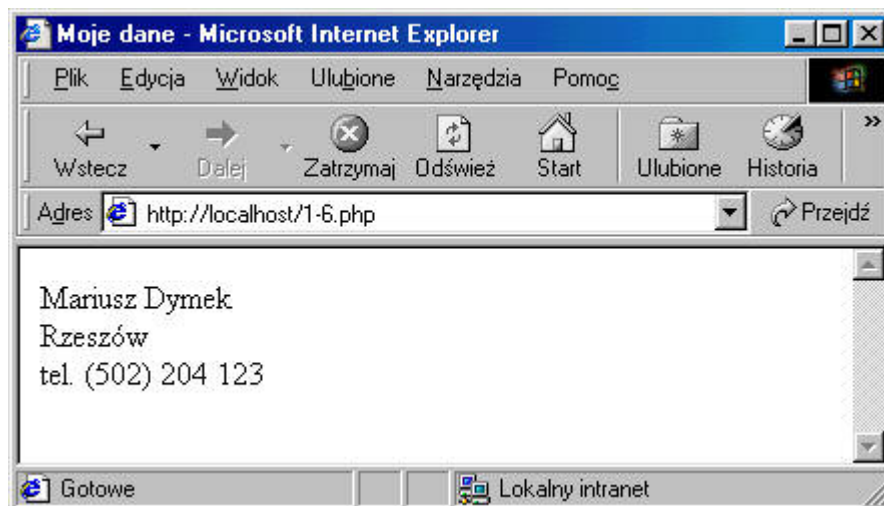 Moje dane - Microsoft Internet Explorer
Plik Edycja Widok Ulubione Narzędzia Pomoc
Wstecz Dalej Zatrzymaj Odśwież Start Ulubione Historia »
Adres http://localhost/1-6.php Przejdź
Mariusz Dymek
Rzeszów
tel. (502) 204 123
Gotowe Lokalny intranet